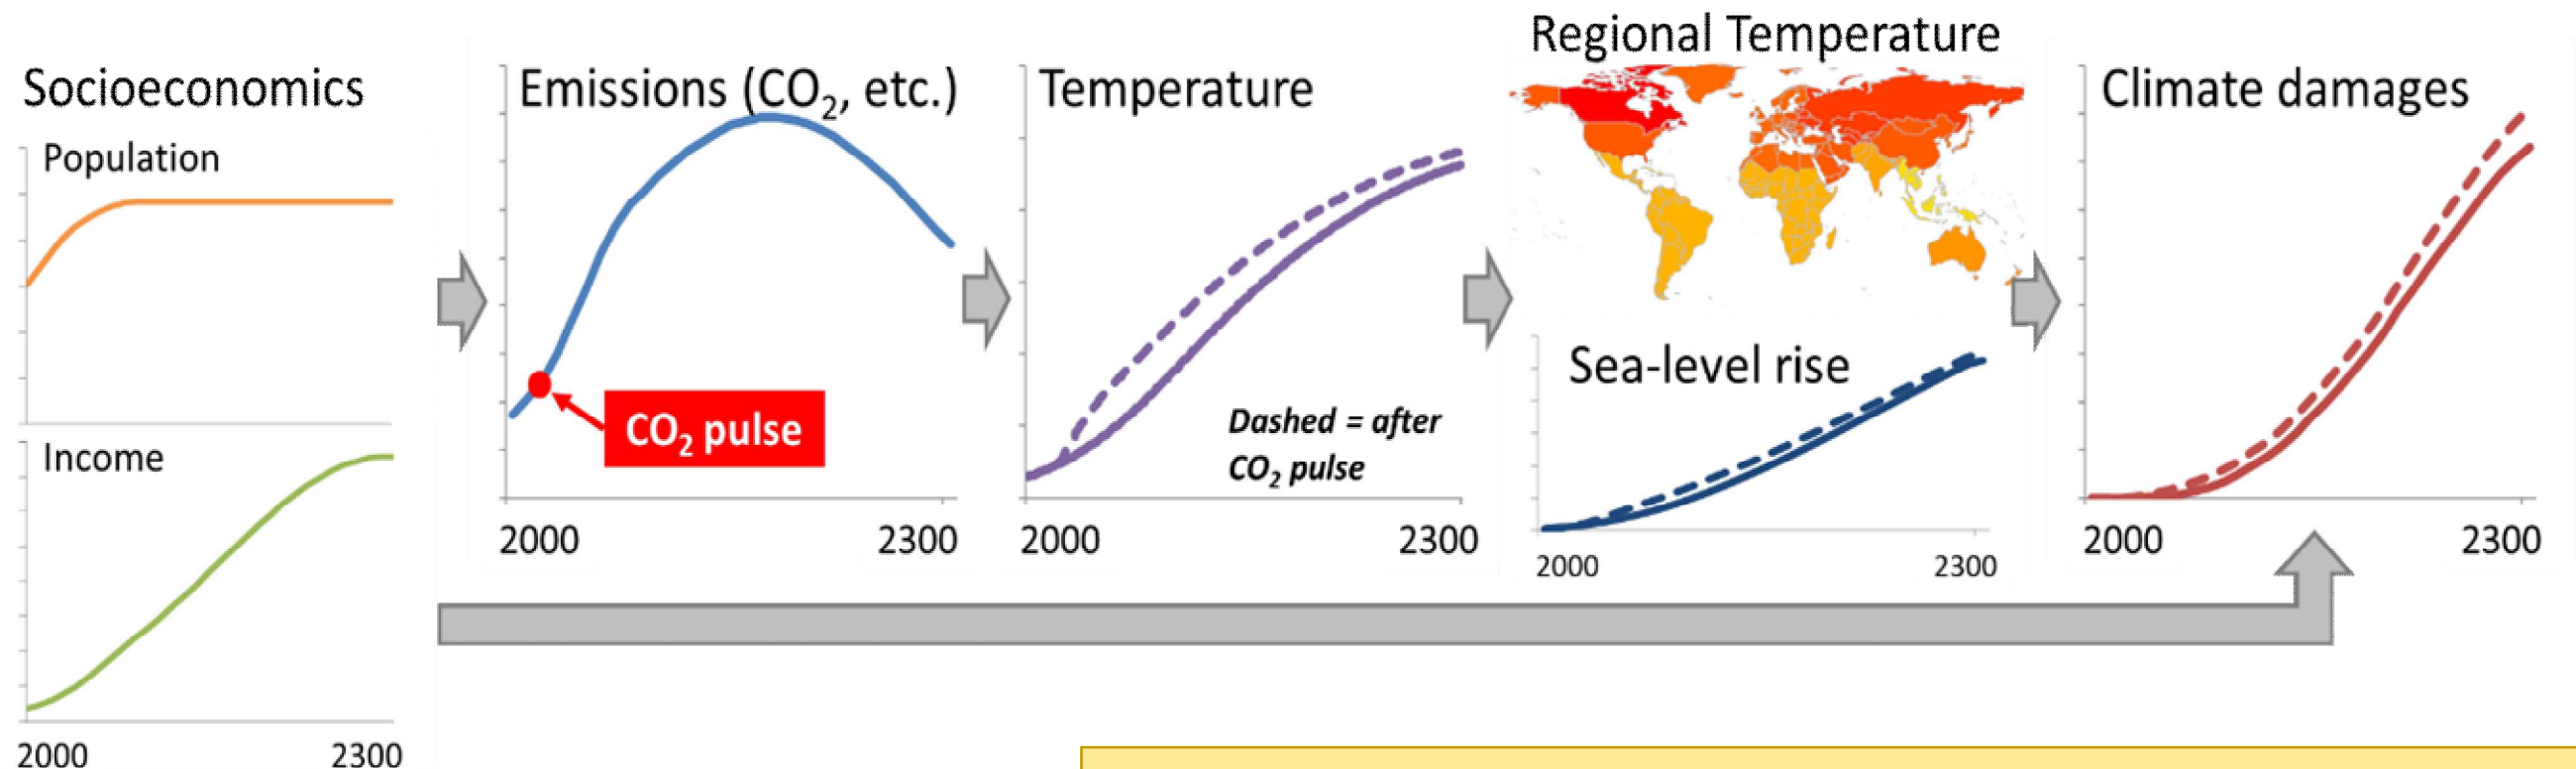 Socioeconomics
Population
Income
2000 2300
Emissions (CO₂, etc.)
CO₂ pulse
2000 2300
Temperature
Dashed = after
CO₂ pulse
2000 2300
Regional Temperature
Sea-level rise
2000 2300
Climate damages
2000 2300